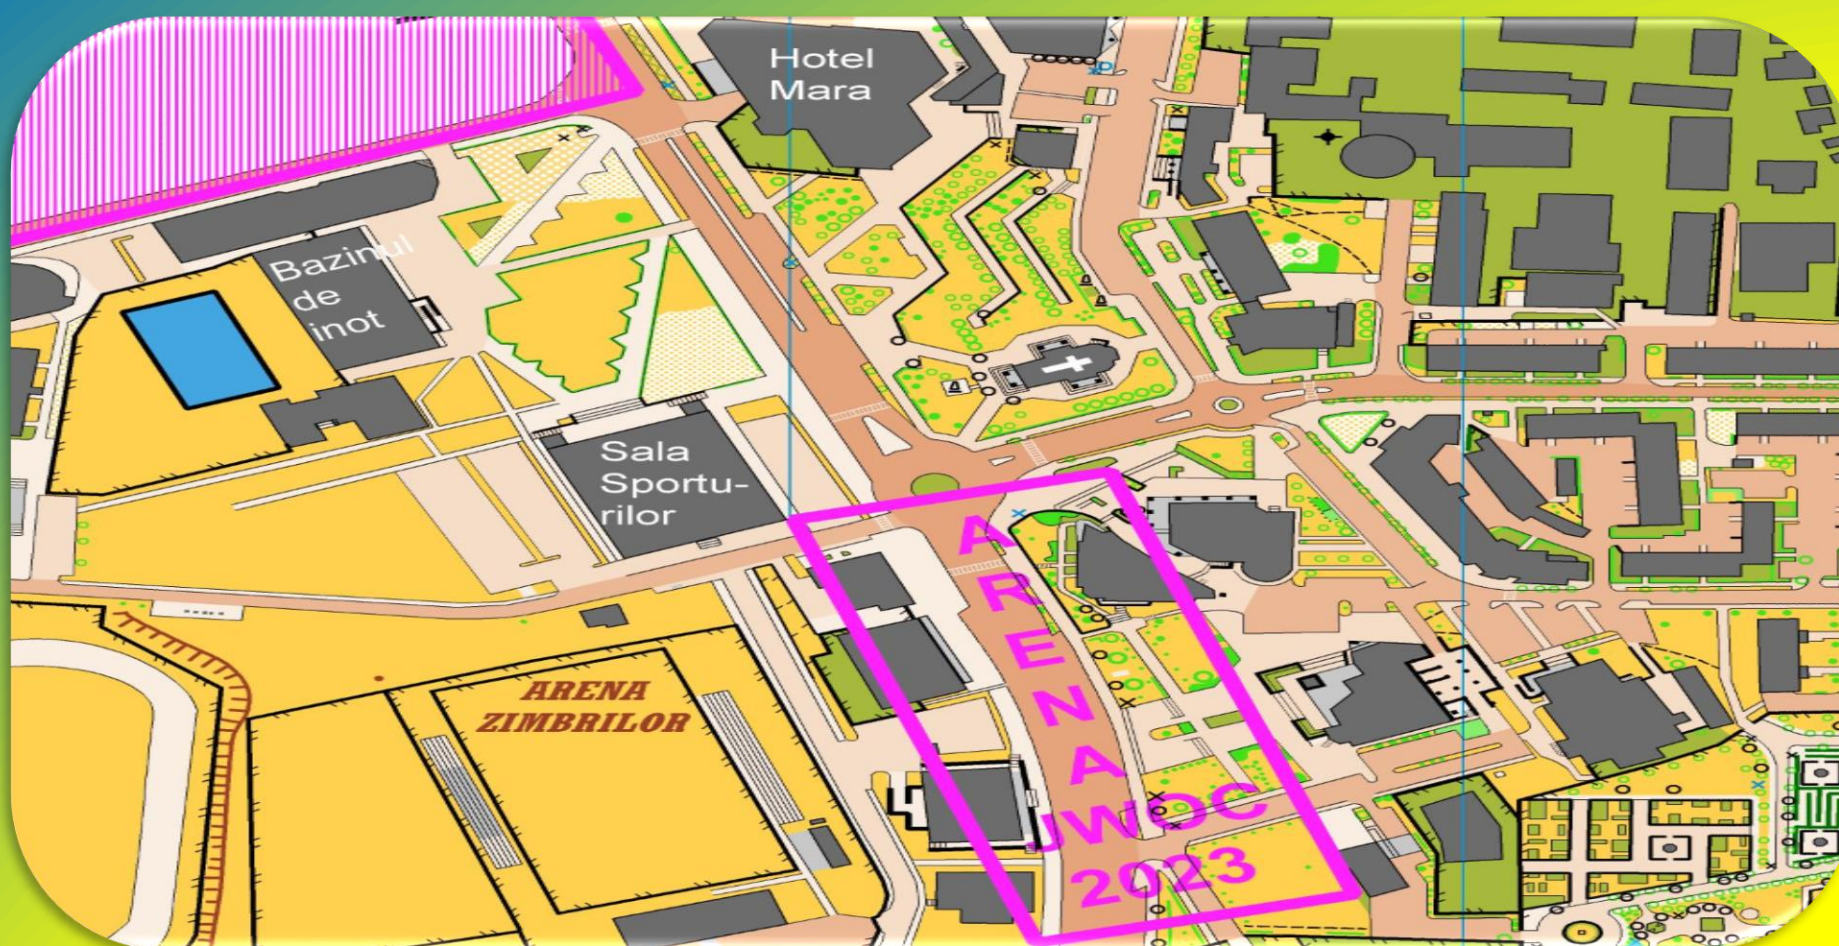 Hotel
Mara
Bazinul
de
inot
Sala
Sportu-
rilor
ARENA
ZIMBRILOR
ARENA
JWOC
2023